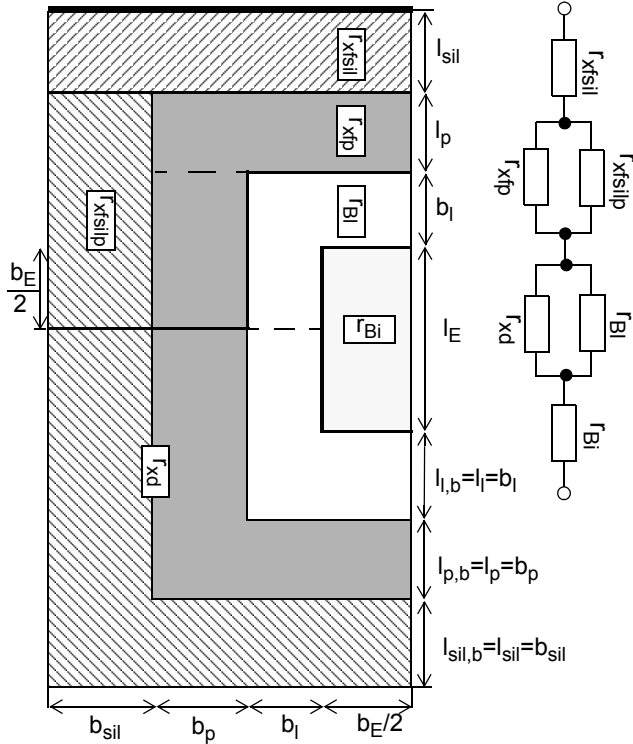 r_xfsil
l_sil
r_xfp
l_p
r_xfsilp
r_Bl
b_l
b_E
2
r_Bi
l_E
r_xd
l_l,b=l_l=b_l
l_p,b=l_p=b_p
l_sil,b=l_sil=b_sil
b_sil
b_p
b_l
b_E/2
r_xfsil
r_xfp
r_xfsilp
r_xd
r_Bl
r_Bi